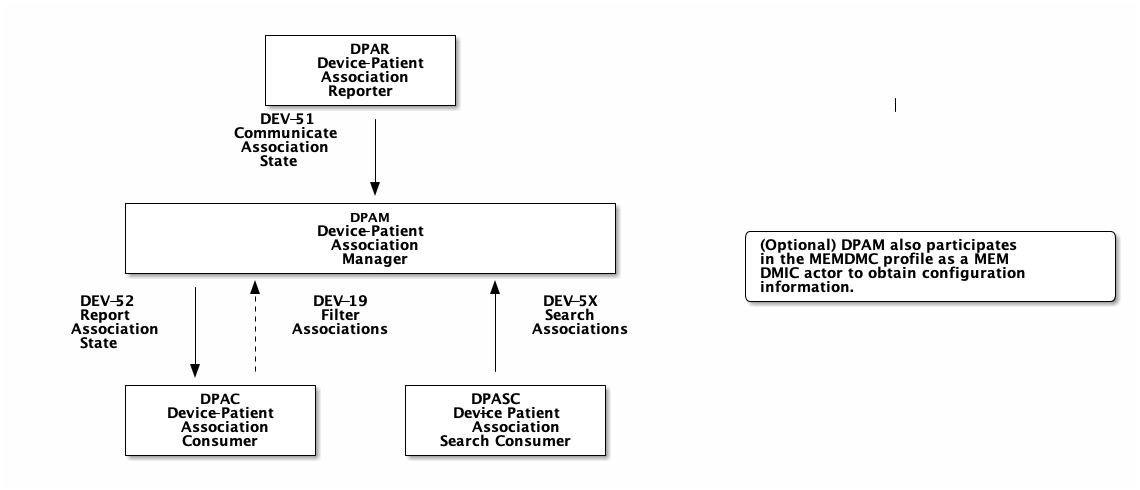 DPAR
Device-Patient
Association
Reporter
DEV-51
Communicate
Association
State
DPAM
Device-Patient
Association
Manager
(Optional) DPAM also participates
in the MEMDMC profile as a MEM
DMIC actor to obtain configuration
information.
DEV-52
Report
Association
State
DEV-19
Filter
Associations
DEV-5X
Search
Associations
DPAC
Device-Patient
Association
Consumer
DPASC
Device Patient
Association
Search Consumer